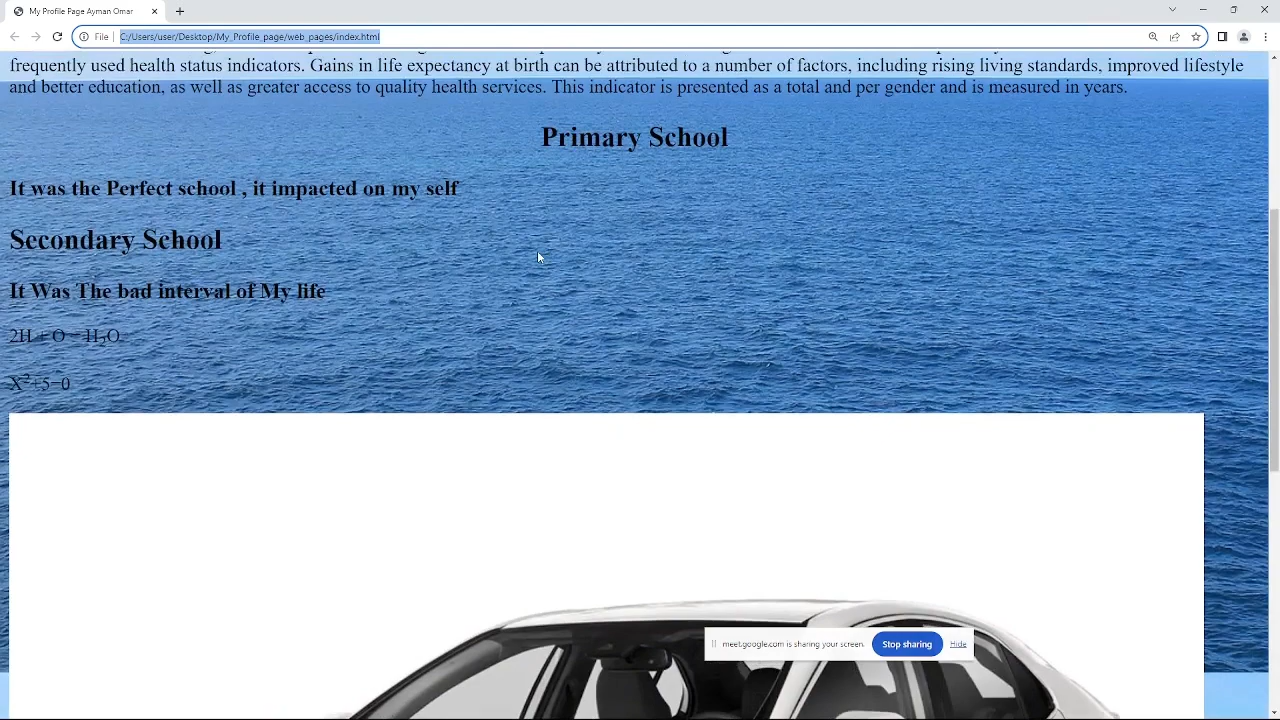 My Profile Page Ayman Omar
File
C:/Users/user/Desktop/My_Profile_page/web_pages/index.html
frequently used health status indicators. Gains in life expectancy at birth can be attributed to a number of factors, including rising living standards, improved lifestyle
and better education, as well as greater access to quality health services. This indicator is presented as a total and per gender and is measured in years.
Primary School
It was the Perfect school , it impacted on my self
Secondary School
It Was The bad interval of My life
2H + O = H₂O
X²+5=0
meet.google.com is sharing your screen.
Stop sharing
Hide